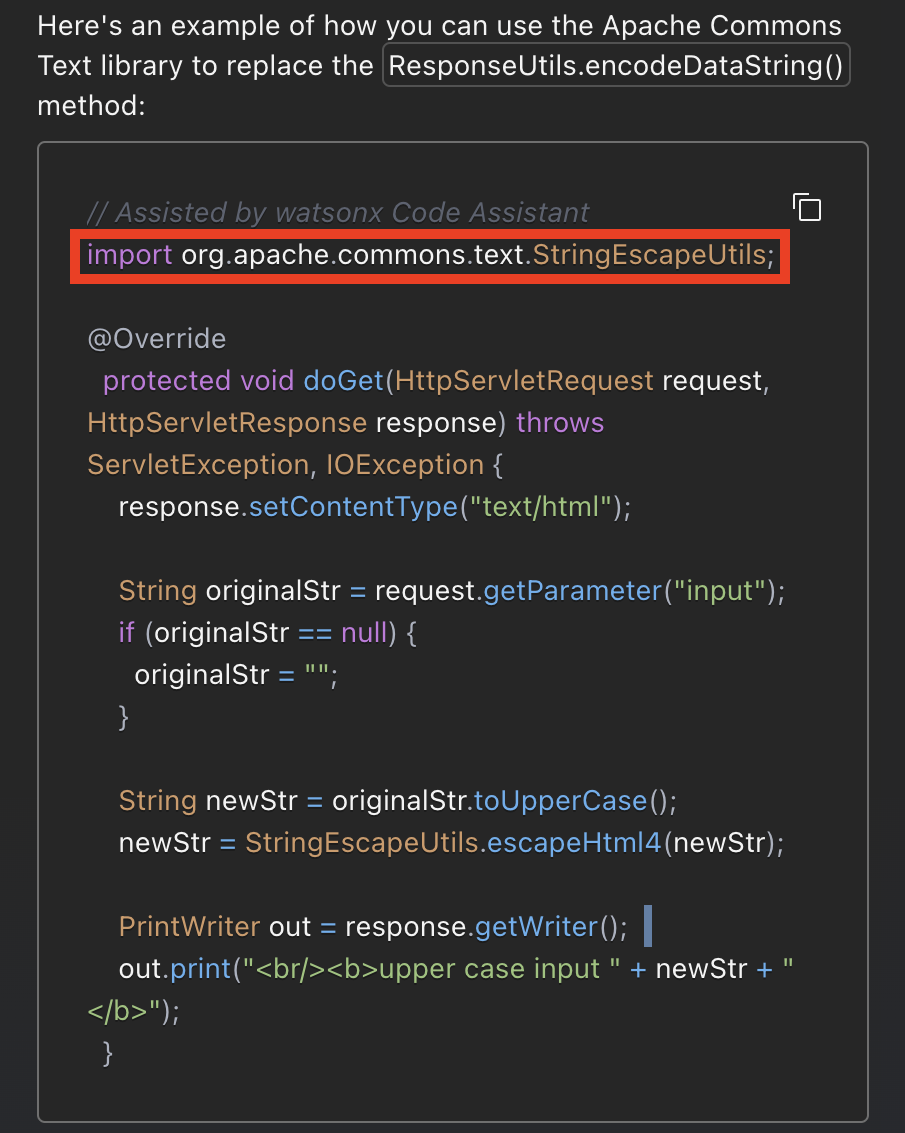 Here's an example of how you can use the Apache Commons
Text library to replace the ResponseUtils.encodeDataString()
method:
// Assisted by watsonx Code Assistant
import org.apache.commons.text.StringEscapeUtils;
@Override
protected void doGet(HttpServletRequest request,
HttpServletResponse response) throws
ServletException, IOException {
response.setContentType("text/html");
String originalStr = request.getParameter("input");
if (originalStr == null) {
originalStr = "";
}
String newStr = originalStr.toUpperCase();
newStr = StringEscapeUtils.escapeHtml4(newStr);
PrintWriter out = response.getWriter();
out.print("<br/><b>upper case input " + newStr + "
</b>");
}